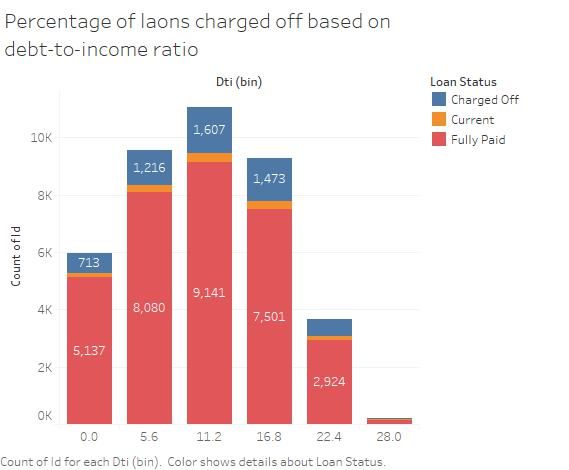 Percentage of laons charged off based on
debt-to-income ratio
Dti (bin)
Loan Status
Charged Off
Current
Fully Paid
Count of Id
10K
8K
6K
4K
2K
0K
713
5,137
1,216
8,080
1,607
9,141
1,473
7,501
2,924
0.0
5.6
11.2
16.8
22.4
28.0
Count of Id for each Dti (bin). Color shows details about Loan Status.